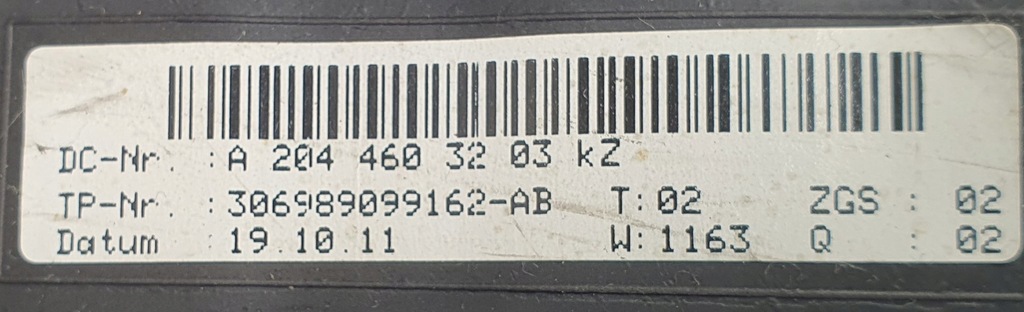 DC-Nr. : A 204 460 32 03 kZ
TP-Nr. : 306989099162-AB T: 02 ZGS : 02
Datum : 19.10.11 W: 1163 Q : 02